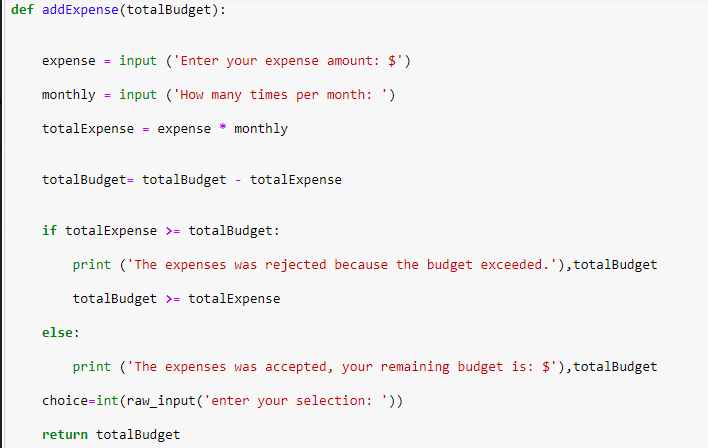 def addExpense(totalBudget):
    expense = input ('Enter your expense amount: $')
    monthly = input ('How many times per month: ')
    totalExpense = expense * monthly
    totalBudget= totalBudget - totalExpense
    if totalExpense >= totalBudget:
        print ('The expenses was rejected because the budget exceeded.'),totalBudget
        totalBudget >= totalExpense
    else:
        print ('The expenses was accepted, your remaining budget is: $'),totalBudget
    choice=int(raw_input('enter your selection: '))
    return totalBudget